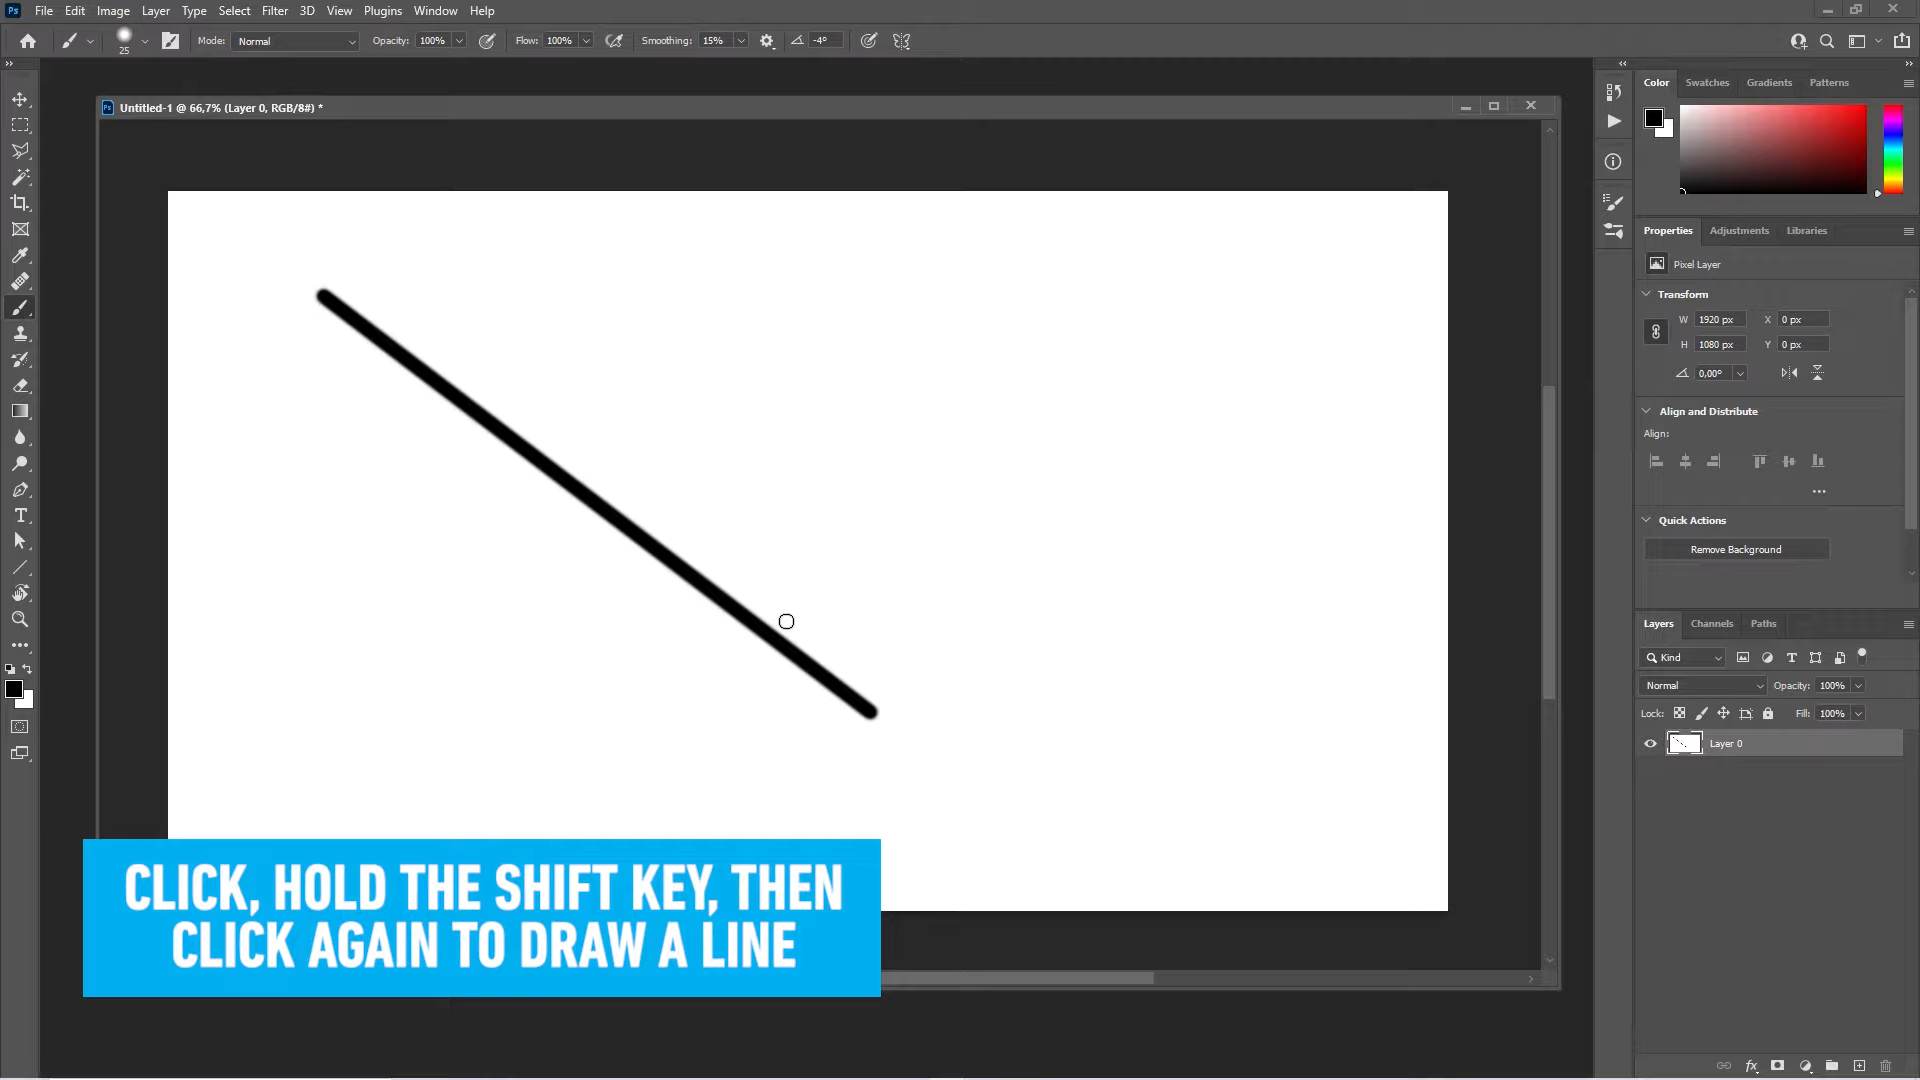 Ps File Edit Image Layer Type Select Filter 3D View Plugins Window Help
25 Mode: Normal Opacity: 100% Flow: 100% Smoothing: 15% -4°
Ps Untitled-1 @ 66,7% (Layer 0, RGB/8#) *
Color Swatches Gradients Patterns
Properties Adjustments Libraries
Pixel Layer
Transform
W 1920 px X 0 px
H 1080 px Y 0 px
0,00°
Align and Distribute
Align:
Quick Actions
Remove Background
Layers Channels Paths
Kind
Normal Opacity: 100%
Lock: Fill: 100%
Layer 0
CLICK, HOLD THE SHIFT KEY, THEN
CLICK AGAIN TO DRAW A LINE